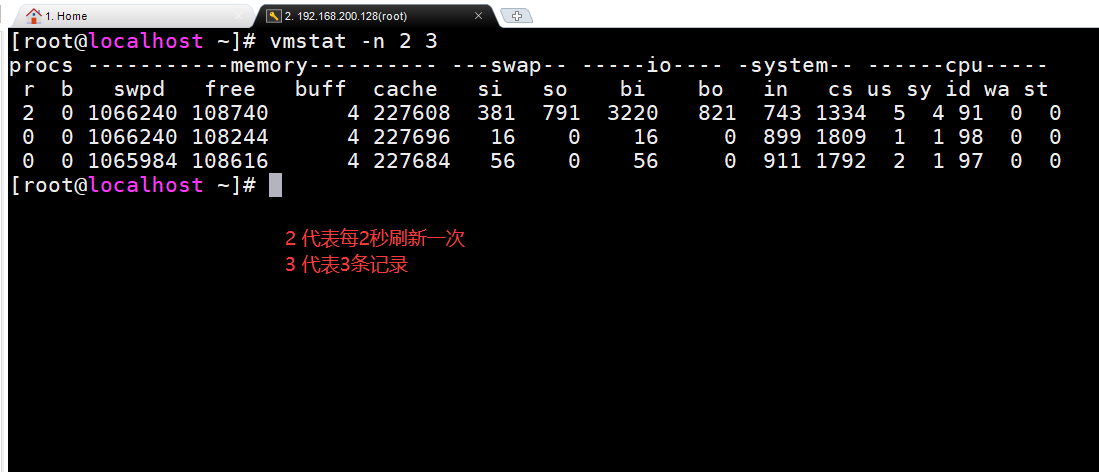 1. Home
2. 192.168.200.128(root)
[root@localhost ~]# vmstat -n 2 3
procs -----------memory---------- ---swap-- -----io---- -system-- ------cpu-----
 r  b   swpd   free   buff  cache   si   so    bi    bo   in   cs us sy id wa st
 2  0 1066240 108740      4 227608  381  791  3220   821  743 1334  5  4 91  0  0
 0  0 1066240 108244      4 227696   16    0    16     0  899 1809  1  1 98  0  0
 0  0 1065984 108616      4 227684   56    0    56     0  911 1792  2  1 97  0  0
[root@localhost ~]#
2 代表每2秒刷新一次
3 代表3条记录